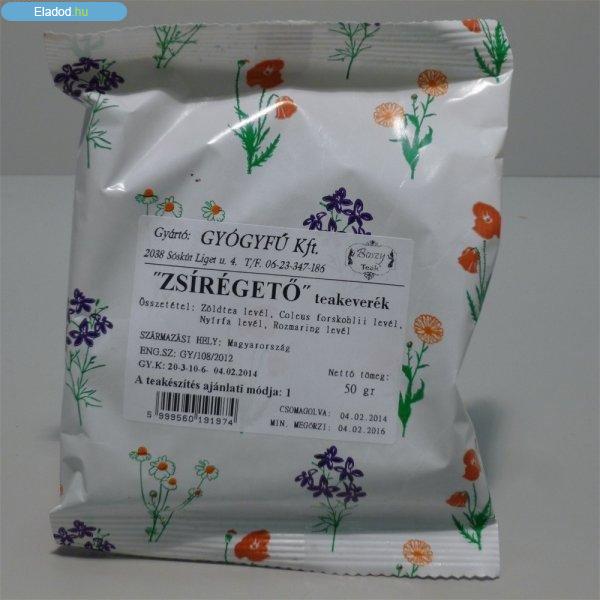 Eladod.hu
Gyártó: GYÓGYFŰ Kft.
2038 Sóskút Liget u. 4. T/F. 06-23-347-186
Barzy
Teák
"ZSÍRÉGETŐ" teakeverék
Összetétel: Zöldtea levél, Coleus forskohlii levél,
Nyírfa levél, Rozmaring levél
SZÁRMAZÁSI HELY: Magyarország
ENG.SZ: GY/108/2012
GY.K: 20-3-10-6- 04.02.2014
Nettó tömeg:
50 gr
A teakészítés ajánlati módja: 1
CSOMAGOLVA: 04.02.2014
MIN. MEGŐRZI: 04.02.2016
5 999560 191974